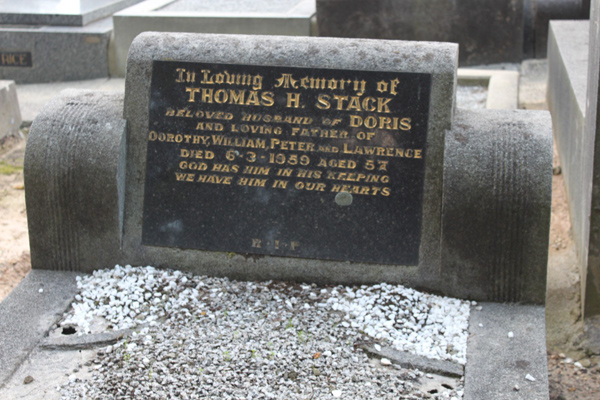 In Loving Memory of
THOMAS H. STACK
BELOVED HUSBAND OF DORIS
AND LOVING FATHER OF
DOROTHY, WILLIAM, PETER AND LAWRENCE
DIED 6·3·1959 AGED 57
GOD HAS HIM IN HIS KEEPING
WE HAVE HIM IN OUR HEARTS
R·I·P